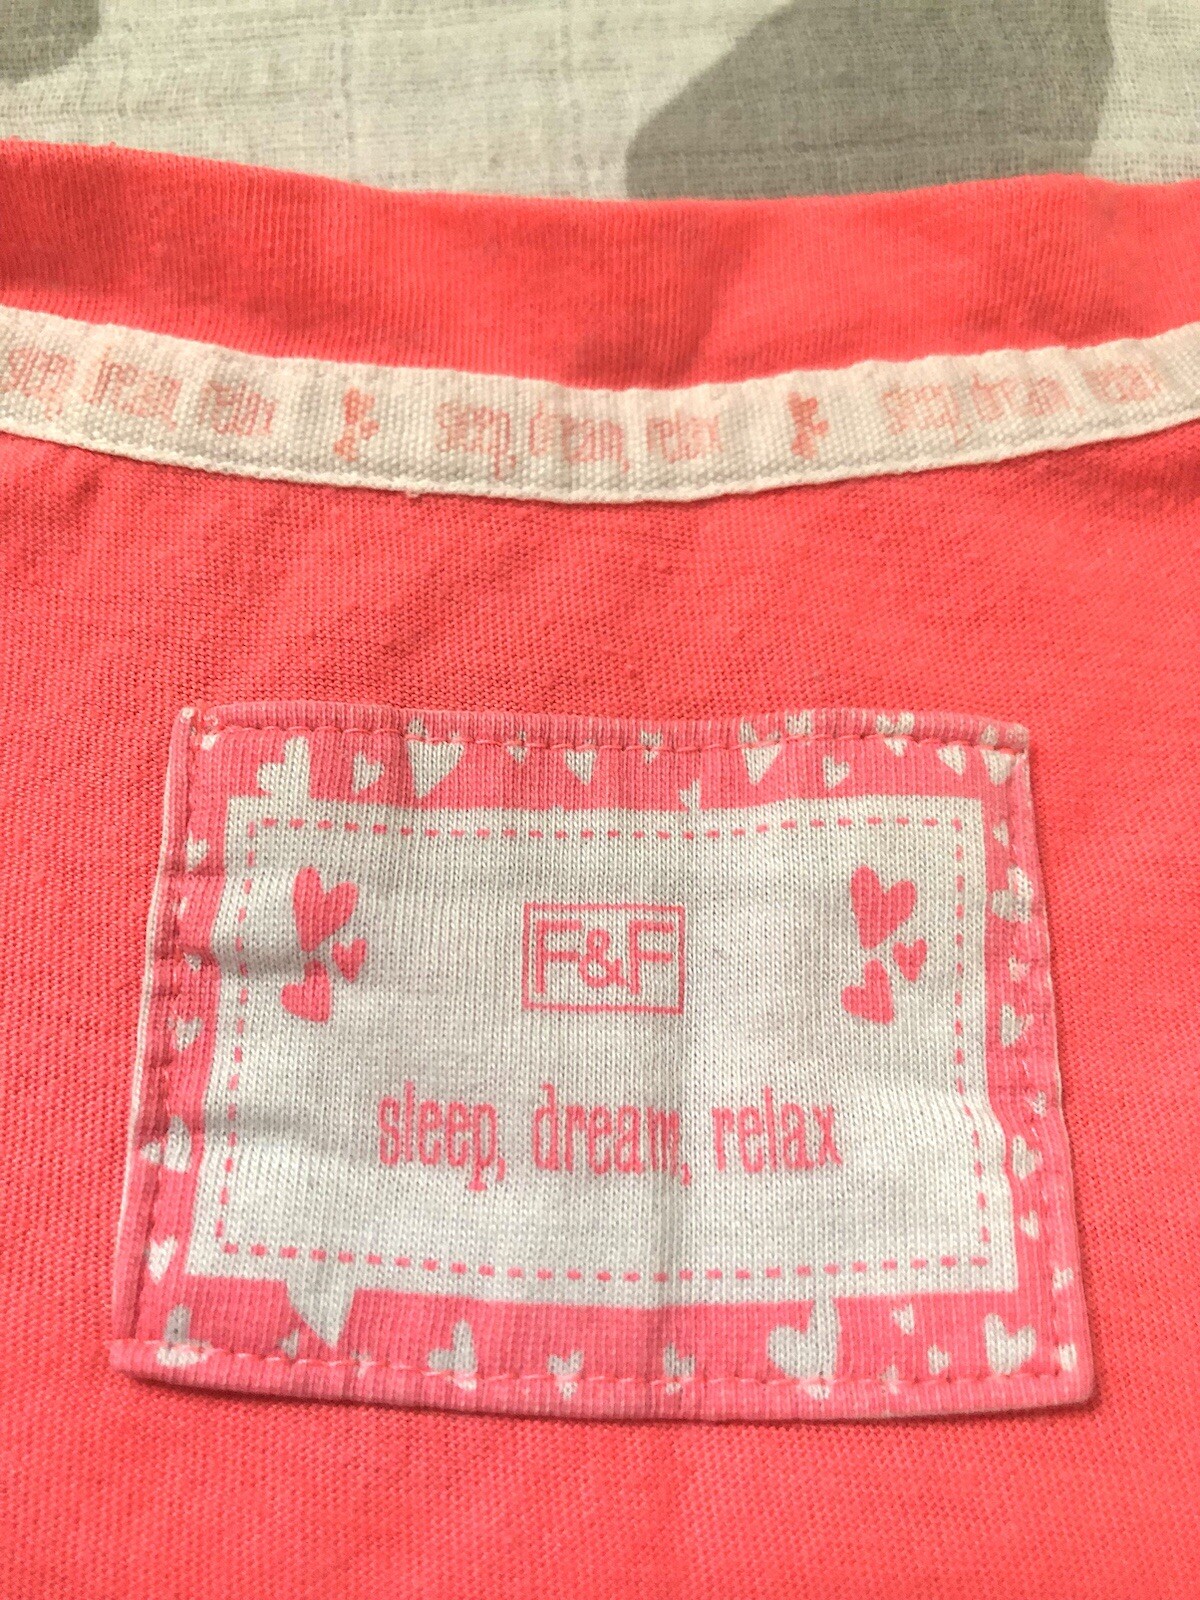 sleep, dream, relax sleep, dream, relax sleep, dream, relax
F&F
sleep, dream, relax